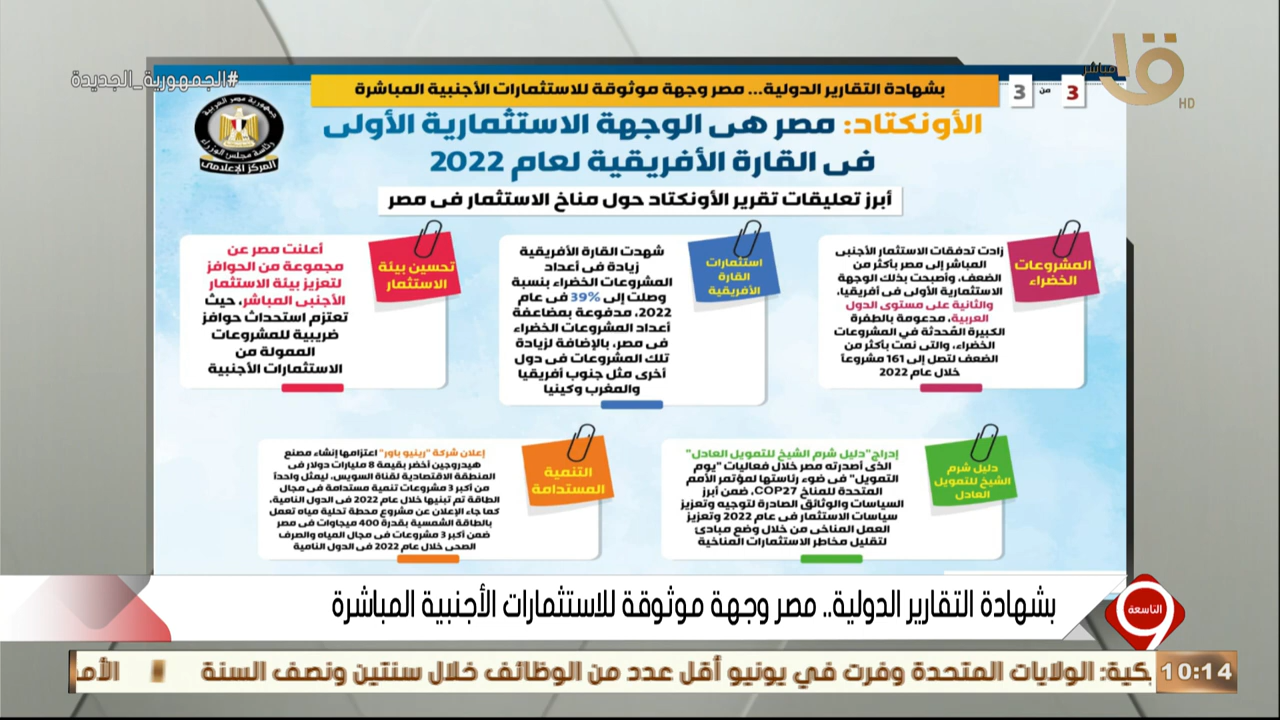 #الجمهورية_الجديدة
مباشر
HD
3 من 3
بشهادة التقارير الدولية... مصر وجهة موثوقة للاستثمارات الأجنبية المباشرة
جمهورية مصر العربية
رئاسة مجلس الوزراء
المركز الإعلامى
الأونكتاد: مصر هى الوجهة الاستثمارية الأولى
فى القارة الأفريقية لعام 2022
أبرز تعليقات تقرير الأونكتاد حول مناخ الاستثمار فى مصر
المشروعات
الخضراء
زادت تدفقات الاستثمار الأجنبى
المباشر إلى مصر بأكثر من
الضعف، وأصبحت بذلك الوجهة
الاستثمارية الأولى فى أفريقيا،
والثانية على مستوى الدول
العربية، مدعومة بالطفرة
الكبيرة المُحدثة في المشروعات
الخضراء، والتى نمت بأكثر من
الضعف لتصل إلى 161 مشروعاً
خلال عام 2022
استثمارات
القارة
الأفريقية
شهدت القارة الأفريقية
زيادة فى أعداد
المشروعات الخضراء بنسبة
وصلت إلى 39% فى عام
2022، مدفوعة بمضاعفة
أعداد المشروعات الخضراء
فى مصر، بالإضافة لزيادة
تلك المشروعات فى دول
أخرى مثل جنوب أفريقيا
والمغرب وكينيا
تحسين بيئة
الاستثمار
أعلنت مصر عن
مجموعة من الحوافز
لتعزيز بيئة الاستثمار
الأجنبى المباشر، حيث
تعتزم استحداث حوافز
ضريبية للمشروعات
الممولة من
الاستثمارات الأجنبية
دليل شرم
الشيخ للتمويل
العادل
إدراج"دليل شرم الشيخ للتمويل العادل"
الذى أصدرته مصر خلال فعاليات "يوم
التمويل" فى ضوء رئاستها لمؤتمر الأمم
المتحدة للمناخ COP27، ضمن أبرز
السياسات والوثائق الصادرة لتوجيه وتعزيز
سياسات الاستثمار فى عام 2022 وتعزيز
العمل المناخى من خلال وضع مبادئ
لتقليل مخاطر الاستثمارات المناخية
التنمية
المستدامة
إعلان شركة "رينيو باور" اعتزامها إنشاء مصنع
هيدروجين أخضر بقيمة 8 مليارات دولار فى
المنطقة الاقتصادية لقناة السويس، ليمثل واحداً
من أكبر 3 مشروعات تنمية مستدامة فى مجال
الطاقة تم تبنيها خلال عام 2022 فى الدول النامية،
كما جاء الإعلان عن مشروع محطة تحلية مياه تعمل
بالطاقة الشمسية بقدرة 400 ميجاوات فى مصر
ضمن أكبر 3 مشروعات فى مجال المياه والصرف
الصحى خلال عام 2022 فى الدول النامية
التاسعة
9
بشهادة التقارير الدولية.. مصر وجهة موثوقة للاستثمارات الأجنبية المباشرة
10:14
يكية: الولايات المتحدة وفرت في يونيو أقل عدد من الوظائف خلال سنتين ونصف السنة